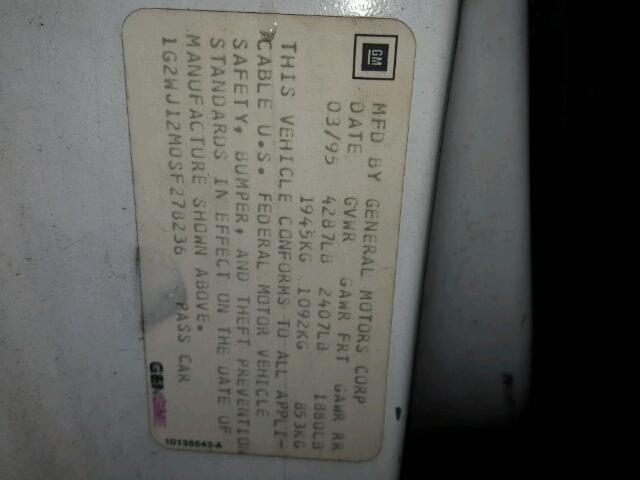 GM
MFD BY GENERAL MOTORS CORP
DATE GVWR GAWR FRT GAWR RR
03/95 4287LB 2407LB 1880LB
1945KG 1092KG 853KG
THIS VEHICLE CONFORMS TO ALL APPLI-
CABLE U.S. FEDERAL MOTOR VEHICLE
SAFETY, BUMPER, AND THEFT PREVENTION
STANDARDS IN EFFECT ON THE DATE OF
MANUFACTURE SHOWN ABOVE.
1G2WJ12M0SF278236 PASS CAR
10135543-A